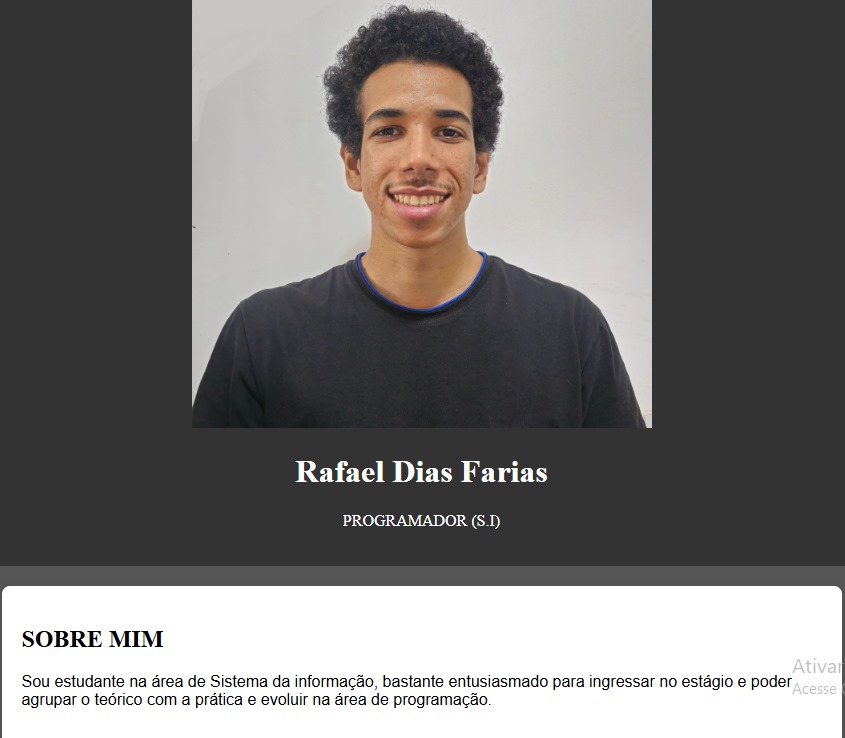 Rafael Dias Farias
PROGRAMADOR (S.I)
SOBRE MIM
Sou estudante na área de Sistema da informação, bastante entusiasmado para ingressar no estágio e poder
agrupar o teórico com a prática e evoluir na área de programação.
Ativar
Acesse